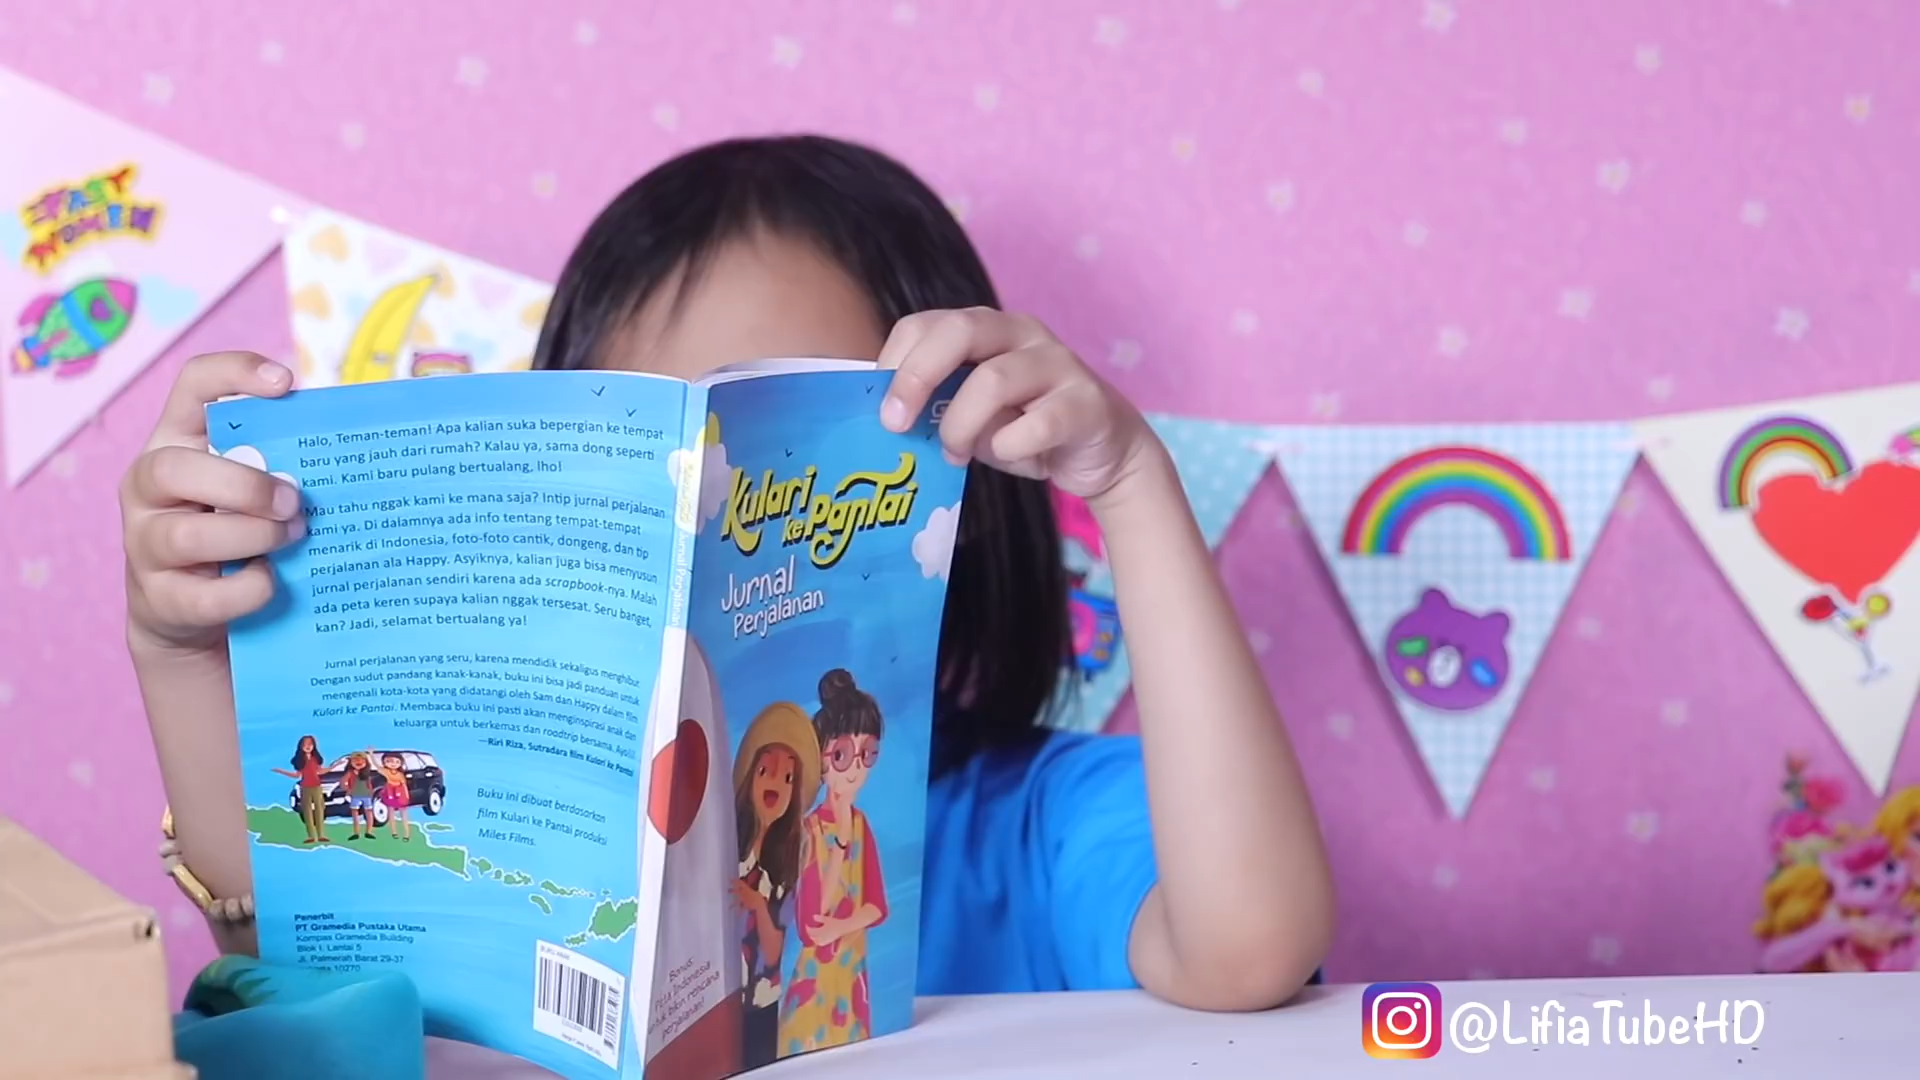 FAST
WOMEN
Halo, Teman-teman! Apa kalian suka bepergian ke tempat
baru yang jauh dari rumah? Kalau ya, sama dong seperti
kami. Kami baru pulang bertualang, lho!
Mau tahu nggak kami ke mana saja? Intip jurnal perjalanan
kami ya. Di dalamnya ada info tentang tempat-tempat
menarik di Indonesia, foto-foto cantik, dongeng, dan tip
perjalanan ala Happy. Asyiknya, kalian juga bisa menyusun
jurnal perjalanan sendiri karena ada scrapbook-nya. Malah
ada peta keren supaya kalian nggak tersesat. Seru banget,
kan? Jadi, selamat bertualang ya!
Jurnal perjalanan yang seru, karena mendidik sekaligus menghibur.
Dengan sudut pandang kanak-kanak, buku ini bisa jadi panduan untuk
mengenali kota-kota yang didatangi oleh Sam dan Happy dalam film
Kulari ke Pantai. Membaca buku ini pasti akan menginspirasi anak dan
keluarga untuk berkemas dan roadtrip bersama. Ayo!!!
—Riri Riza, Sutradara film Kulari ke Pantai
Buku ini dibuat berdasarkan
film Kulari ke Pantai produksi
Miles Films.
Penerbit
PT Gramedia Pustaka Utama
Kompas Gramedia Building
Blok I, Lantai 5
Jl. Palmerah Barat 29-37
10270
Jurnal Perjalanan
Kulari
ke Pantai
Jurnal
Perjalanan
Bonus:
Peta Indonesia
untuk bikin rencana
perjalanan!
@LifiaTubeHD